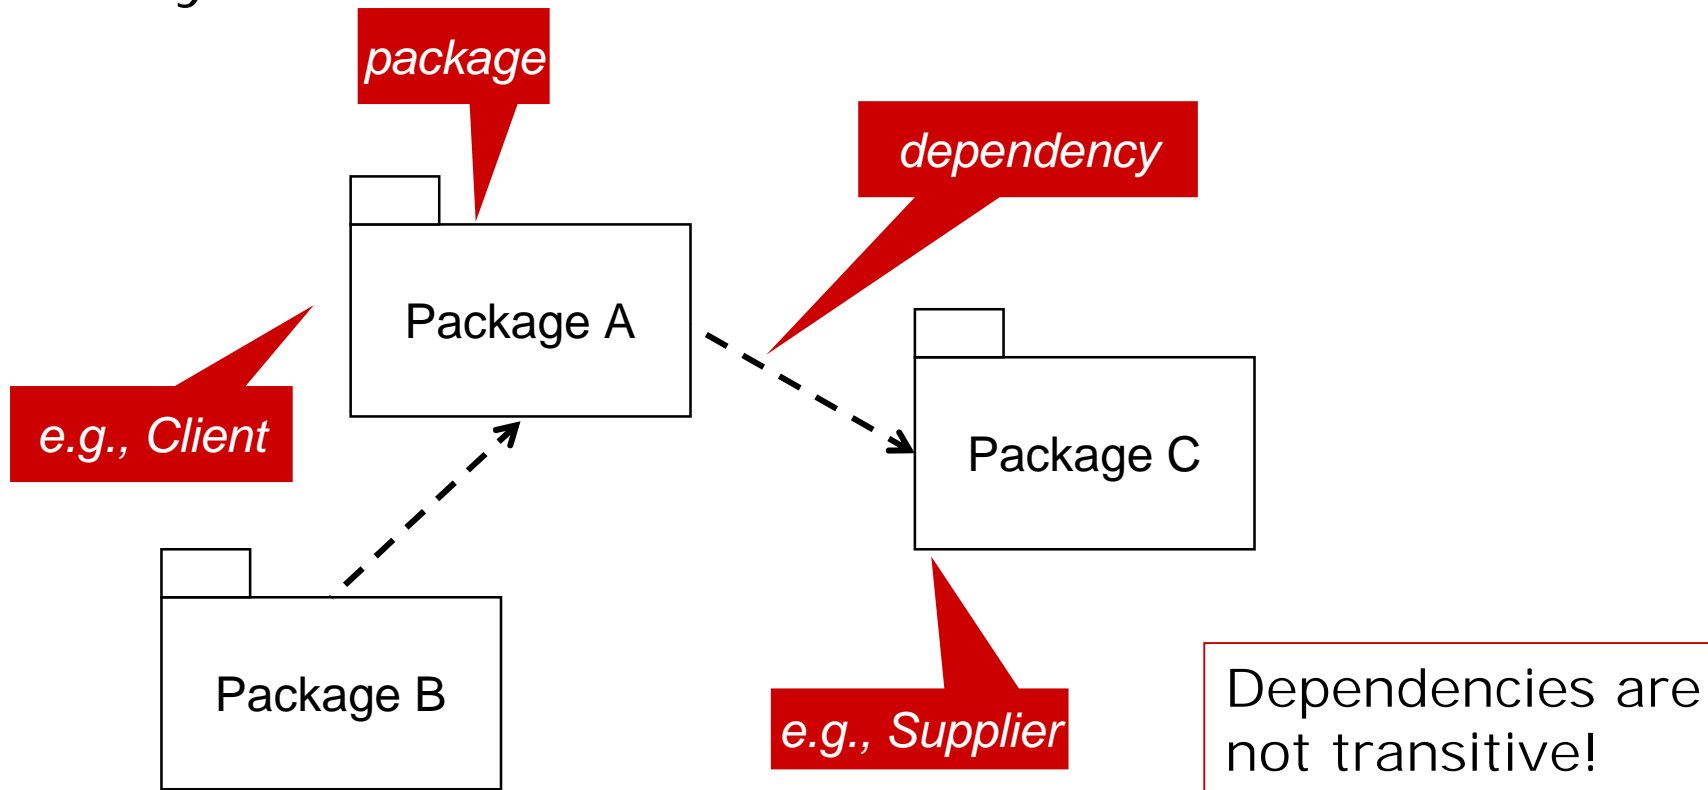 package
dependency
Package A
e.g., Client
Package C
Package B
e.g., Supplier
Dependencies are
not transitive!